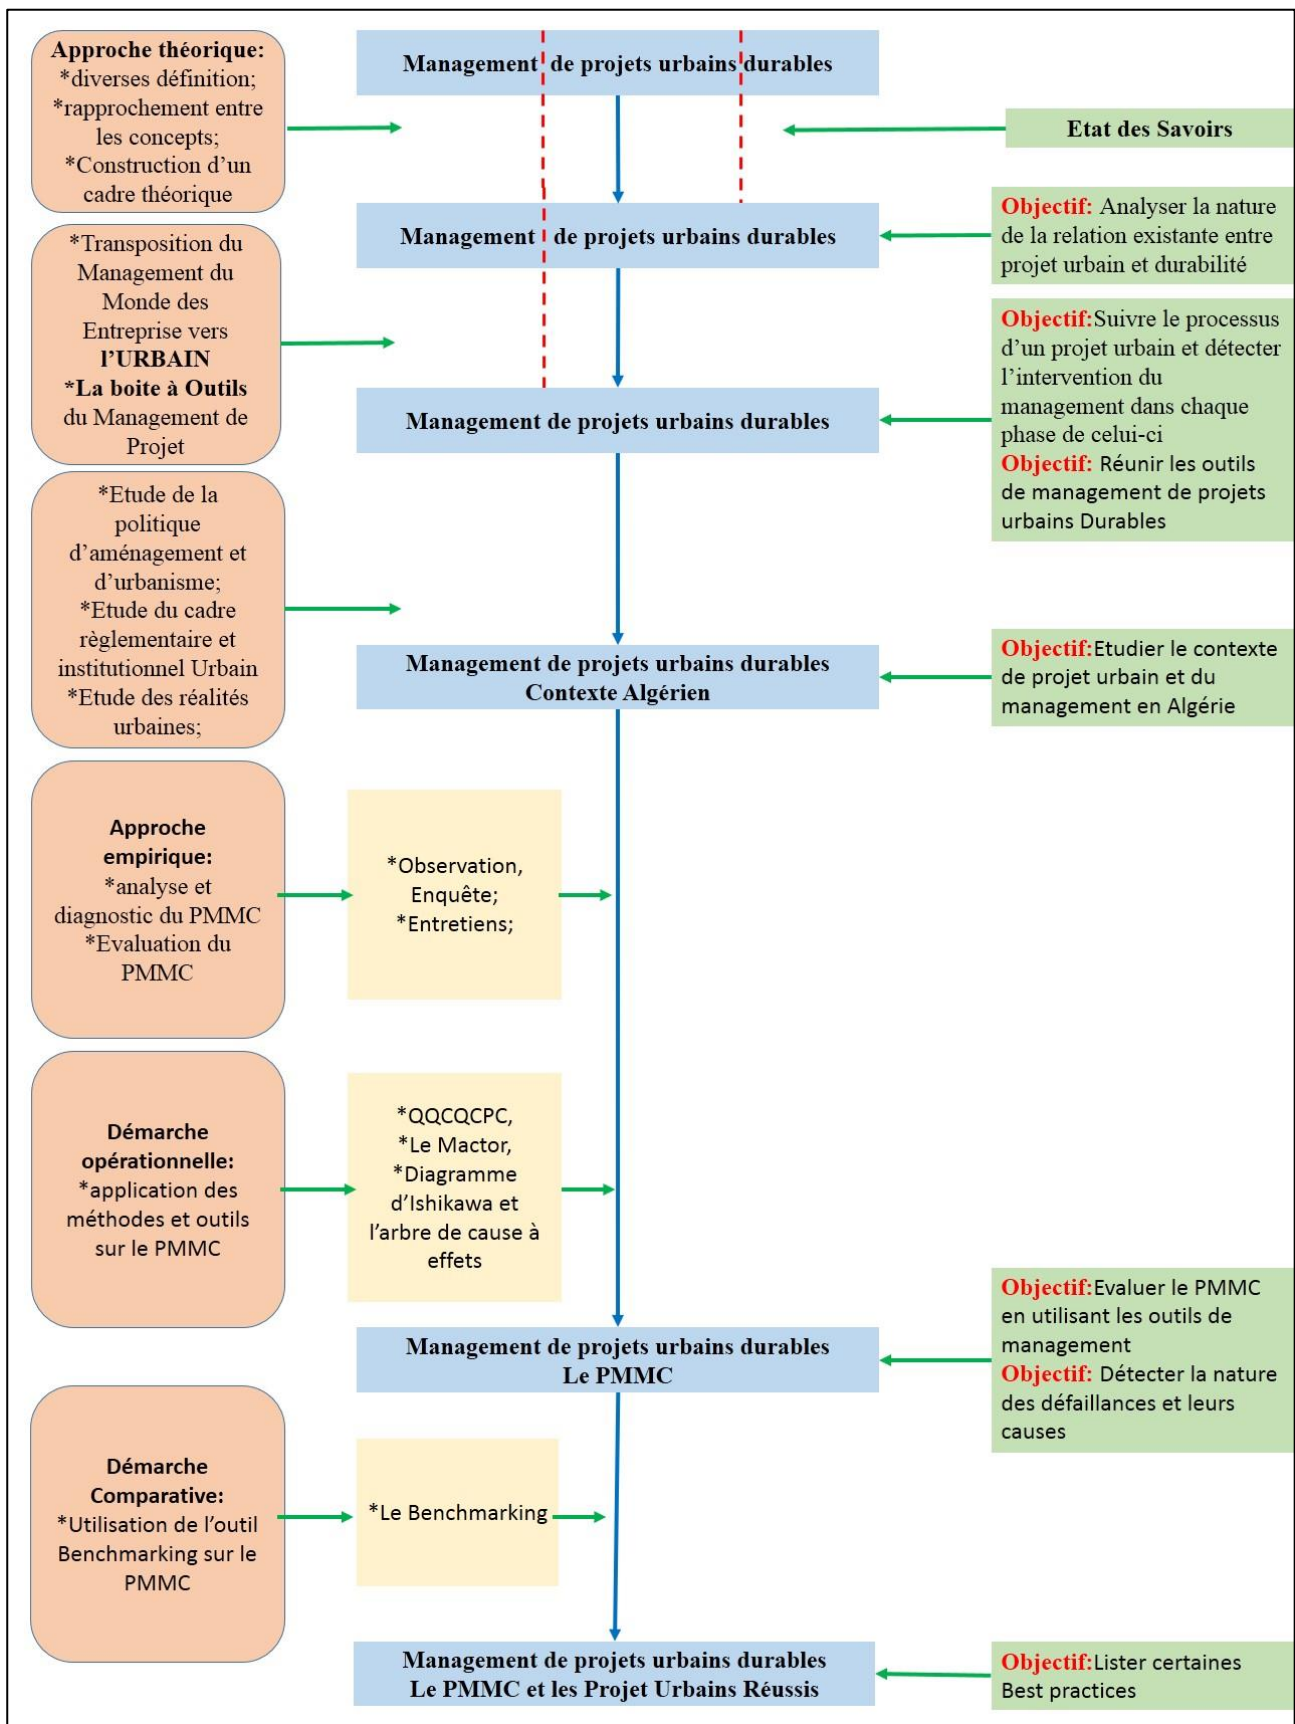 Approche théorique:
*diverses définition;
*rapprochement entre
les concepts;
*Construction d'un
cadre théorique
Management de projets urbains durables
Etat des Savoirs
Management de projets urbains durables
Objectif: Analyser la nature
de la relation existante entre
projet urbain et durabilité
*Transposition du
Management du
Monde des
Entreprise vers
l'URBAIN
*La boite à Outils
du Management de
Projet
Management de projets urbains durables
Objectif:Suivre le processus
d'un projet urbain et détecter
l'intervention du
management dans chaque
phase de celui-ci
Objectif: Réunir les outils
de management de projets
urbains Durables
*Etude de la
politique
d'aménagement et
d'urbanisme;
*Etude du cadre
règlementaire et
institutionnel Urbain
*Etude des réalités
urbaines;
Management de projets urbains durables
Contexte Algérien
Objectif:Etudier le contexte
de projet urbain et du
management en Algérie
Approche
empirique:
*analyse et
diagnostic du PMMC
*Evaluation du
PMMC
*Observation,
Enquête;
*Entretiens;
Démarche
opérationnelle:
*application des
méthodes et outils
sur le PMMC
*QQCQCPC,
*Le Mactor,
*Diagramme
d'Ishikawa et
l'arbre de cause à
effets
Management de projets urbains durables
Le PMMC
Objectif:Evaluer le PMMC
en utilisant les outils de
management
Objectif: Détecter la nature
des défaillances et leurs
causes
Démarche
Comparative:
*Utilisation de l'outil
Benchmarking sur le
PMMC
*Le Benchmarking
Management de projets urbains durables
Le PMMC et les Projet Urbains Réussis
Objectif:Lister certaines
Best practices